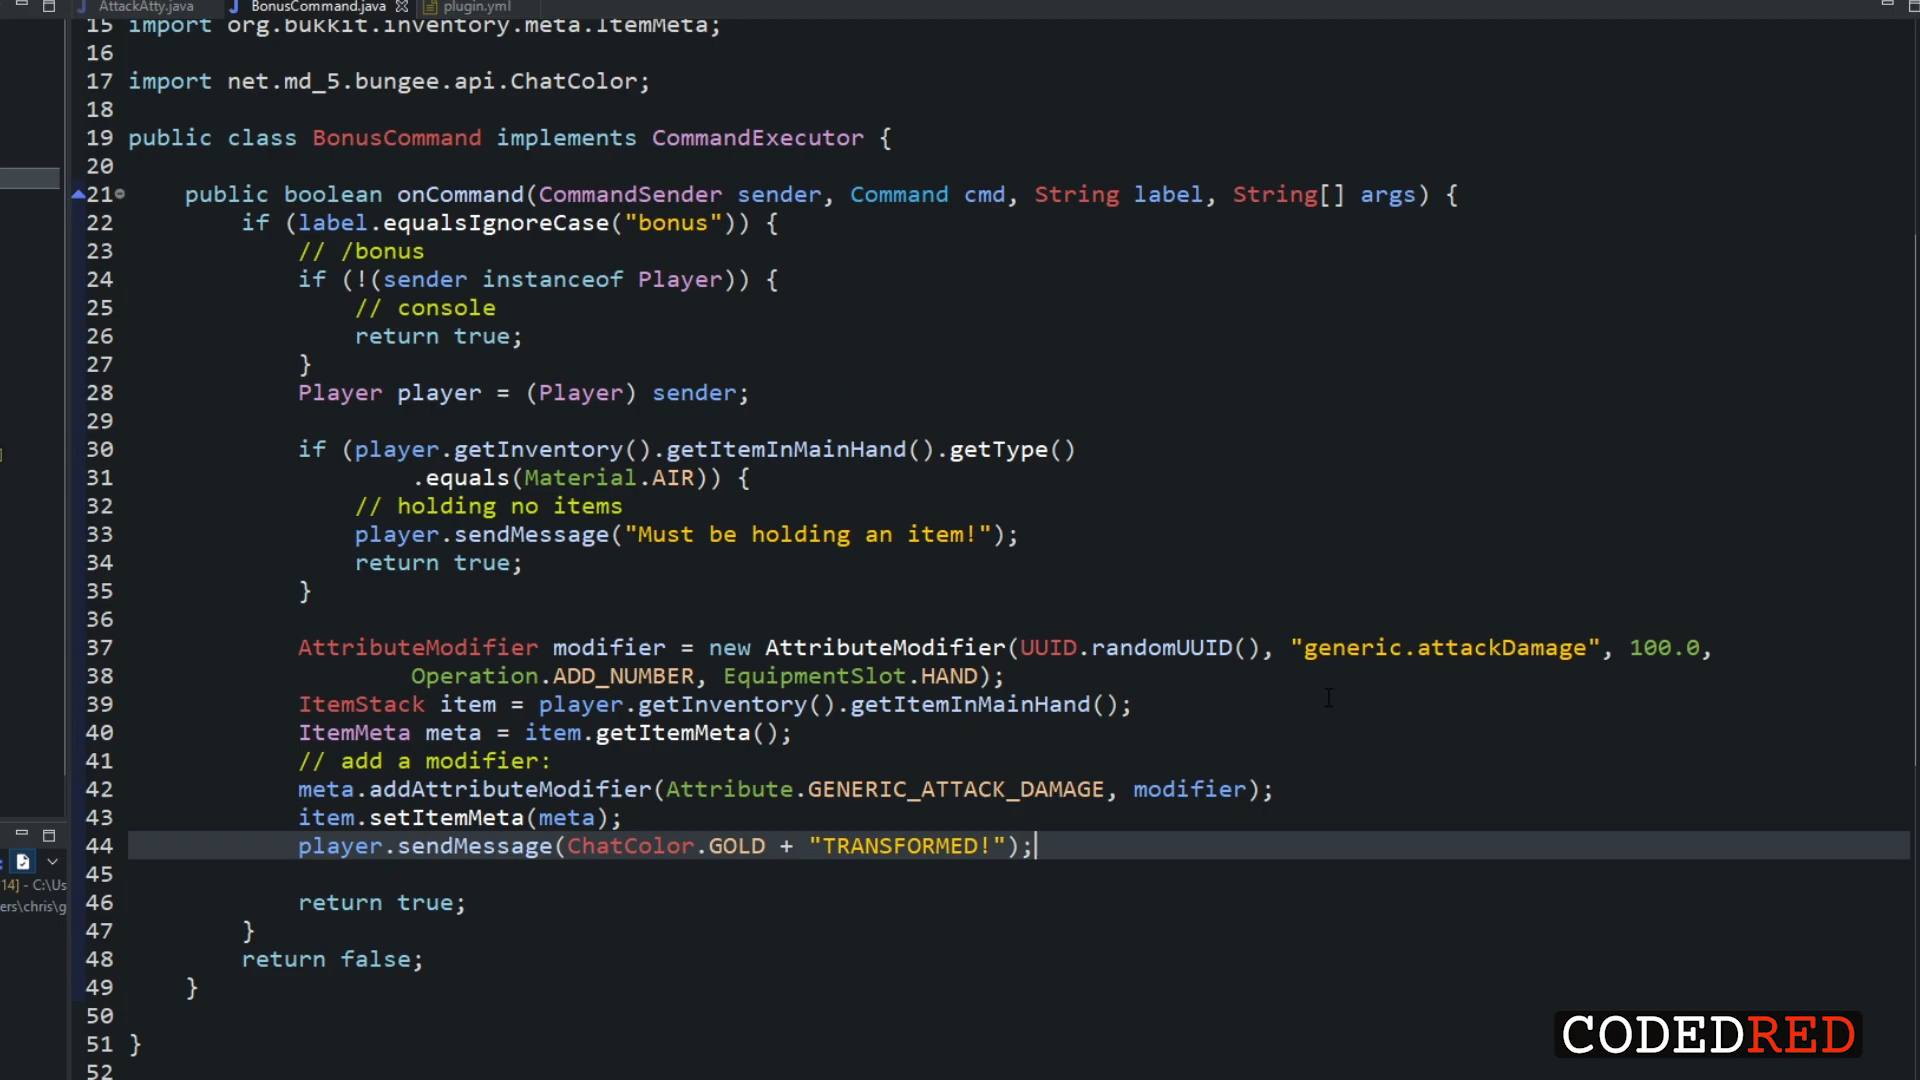 AttackAtty.java BonusCommand.java plugin.yml
15 import org.bukkit.inventory.meta.ItemMeta;
16
17 import net.md_5.bungee.api.ChatColor;
18
19 public class BonusCommand implements CommandExecutor {
20
21 public boolean onCommand(CommandSender sender, Command cmd, String label, String[] args) {
22 if (label.equalsIgnoreCase("bonus")) {
23 // /bonus
24 if (!(sender instanceof Player)) {
25 // console
26 return true;
27 }
28 Player player = (Player) sender;
29
30 if (player.getInventory().getItemInMainHand().getType()
31 .equals(Material.AIR)) {
32 // holding no items
33 player.sendMessage("Must be holding an item!");
34 return true;
35 }
36
37 AttributeModifier modifier = new AttributeModifier(UUID.randomUUID(), "generic.attackDamage", 100.0,
38 Operation.ADD_NUMBER, EquipmentSlot.HAND);
39 ItemStack item = player.getInventory().getItemInMainHand();
40 ItemMeta meta = item.getItemMeta();
41 // add a modifier:
42 meta.addAttributeModifier(Attribute.GENERIC_ATTACK_DAMAGE, modifier);
43 item.setItemMeta(meta);
44 player.sendMessage(ChatColor.GOLD + "TRANSFORMED!");
45
46 return true;
47 }
48 return false;
49 }
50
51 }
52
14] - C:\Us
ers\chris\g
CODEDRED